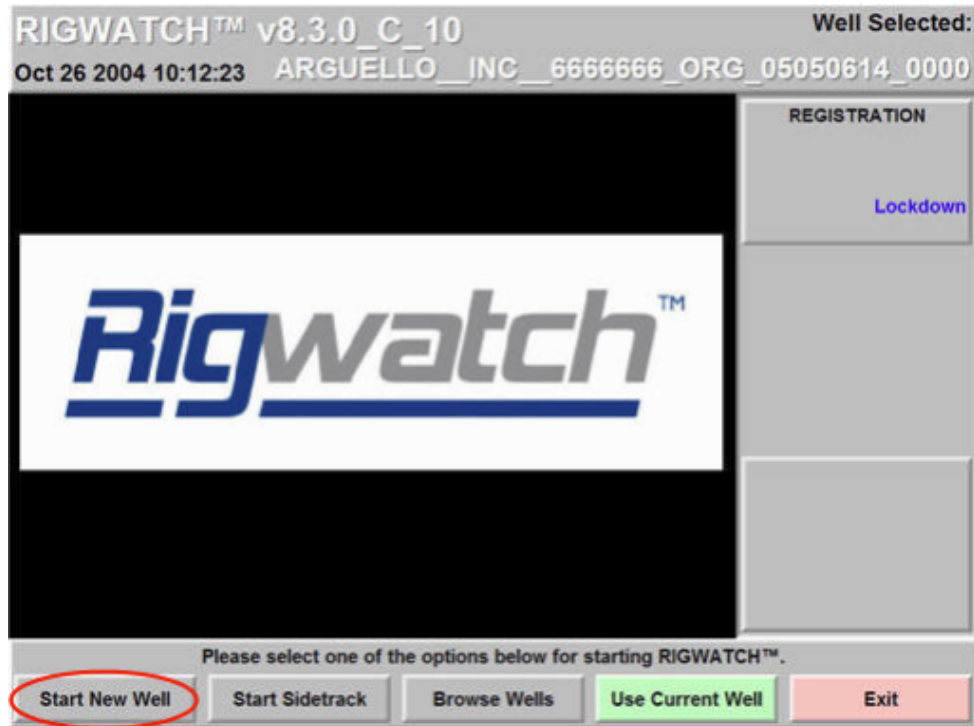 RIGWATCH™ v8.3.0_C_10
Well Selected:
Oct 26 2004 10:12:23
ARGUELLO__INC__6666666_ORG_05050614_0000
REGISTRATION
Lockdown
Rigwatch™
Please select one of the options below for starting RIGWATCH™.
Start New Well
Start Sidetrack
Browse Wells
Use Current Well
Exit